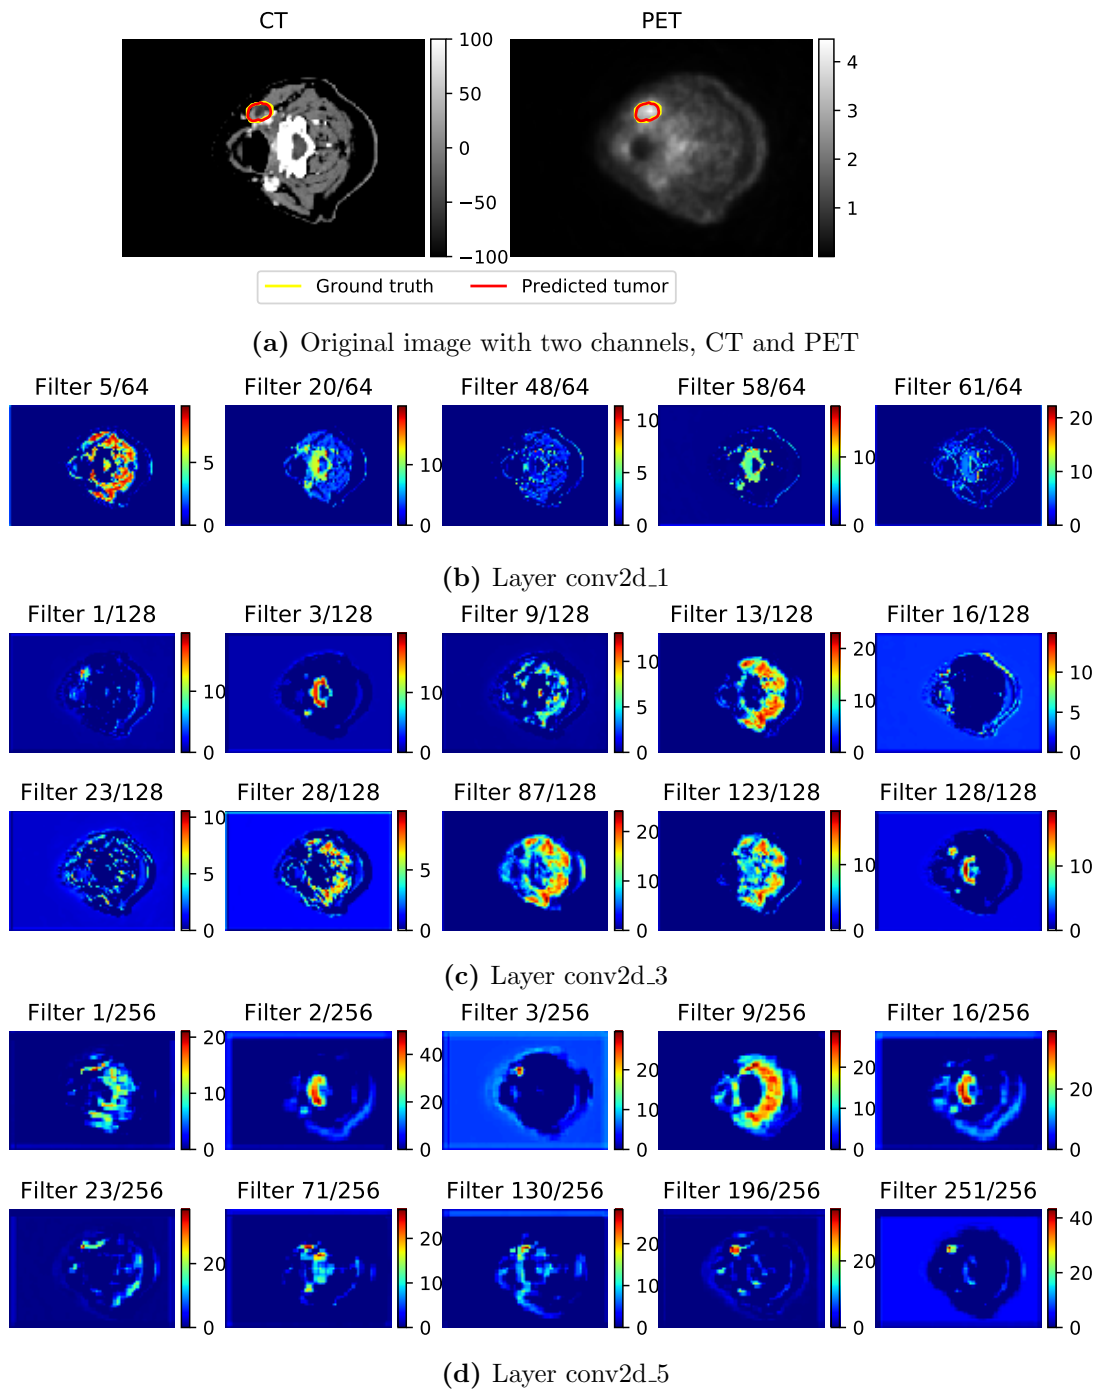 CT
PET
100
50
0
−50
−100
4
3
2
1
Ground truth
Predicted tumor
(a) Original image with two channels, CT and PET
Filter 5/64
Filter 20/64
Filter 48/64
Filter 58/64
Filter 61/64
5
0
10
0
10
5
0
10
0
20
10
0
(b) Layer conv2d_1
Filter 1/128
Filter 3/128
Filter 9/128
Filter 13/128
Filter 16/128
10
0
10
0
10
5
0
20
10
0
10
5
0
Filter 23/128
Filter 28/128
Filter 87/128
Filter 123/128
Filter 128/128
10
5
0
5
0
20
10
0
10
0
10
0
(c) Layer conv2d_3
Filter 1/256
Filter 2/256
Filter 3/256
Filter 9/256
Filter 16/256
20
10
0
40
20
0
20
10
0
20
10
0
20
0
Filter 23/256
Filter 71/256
Filter 130/256
Filter 196/256
Filter 251/256
20
0
20
10
0
20
10
0
20
0
40
20
0
(d) Layer conv2d_5